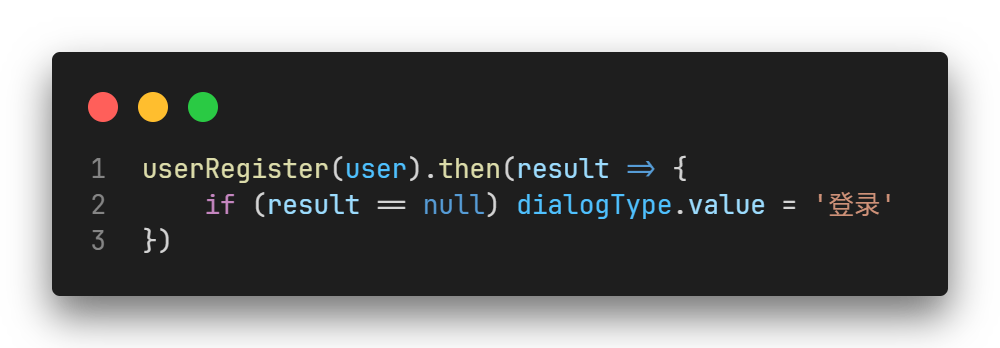 1 userRegister(user).then(result => {
2 if (result == null) dialogType.value = '登录'
3 })